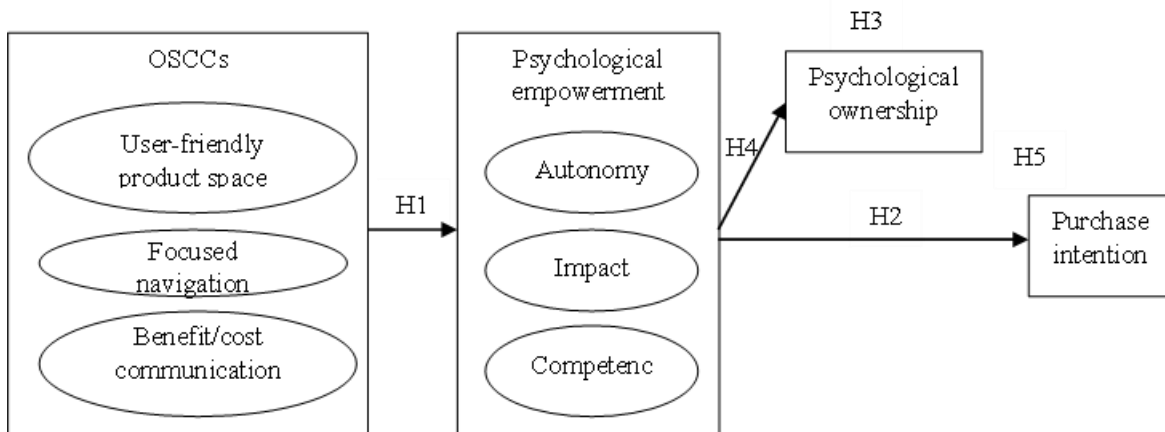 OSCCs
User-friendly
product space
Focused
navigation
Benefit/cost
communication
H1
Psychological
empowerment
Autonomy
Impact
Competenc
H3
Psychological
ownership
H4
H5
H2
Purchase
intention